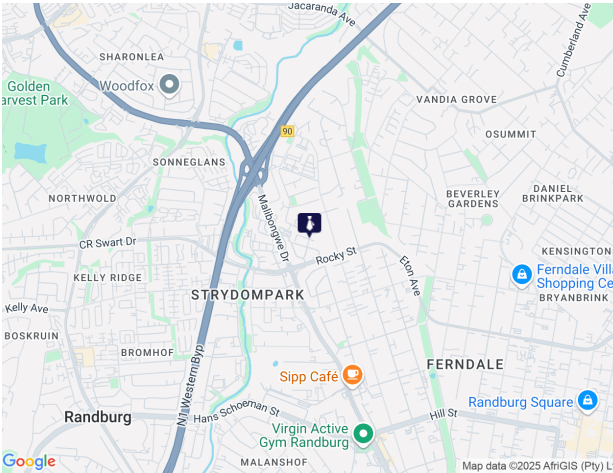 Jacaranda Ave
SHARONLEA
Cumberland Ave
Woodfox
Golden
arvest Park
VANDIA GROVE
90
OSUMMIT
SONNEGLANS
DANIEL
BRINKPARK
BEVERLEY
GARDENS
NORTHWOLD
Malibongwe Dr
CR Swart Dr
Rocky St
KENSINGTON
Eton Ave
KELLY RIDGE
Ferndale Villa
Shopping Ce
STRYDOMPARK
BRYANBRINK
Kelly Ave
BOSKRUIN
BROMHOF
N1 Western Byp
FERNDALE
Sipp Café
Randburg Square
Randburg
Hans Schoeman St
Hill St
Virgin Active
Gym Randburg
MALANSHOF
Google
Map data ©2025 AfriGIS (Pty) L